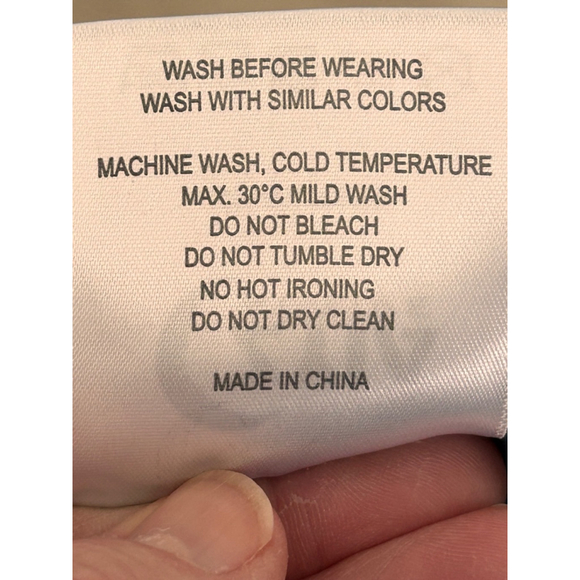 WASH BEFORE WEARING
WASH WITH SIMILAR COLORS
MACHINE WASH, COLD TEMPERATURE
MAX. 30°C MILD WASH
DO NOT BLEACH
DO NOT TUMBLE DRY
NO HOT IRONING
DO NOT DRY CLEAN
MADE IN CHINA